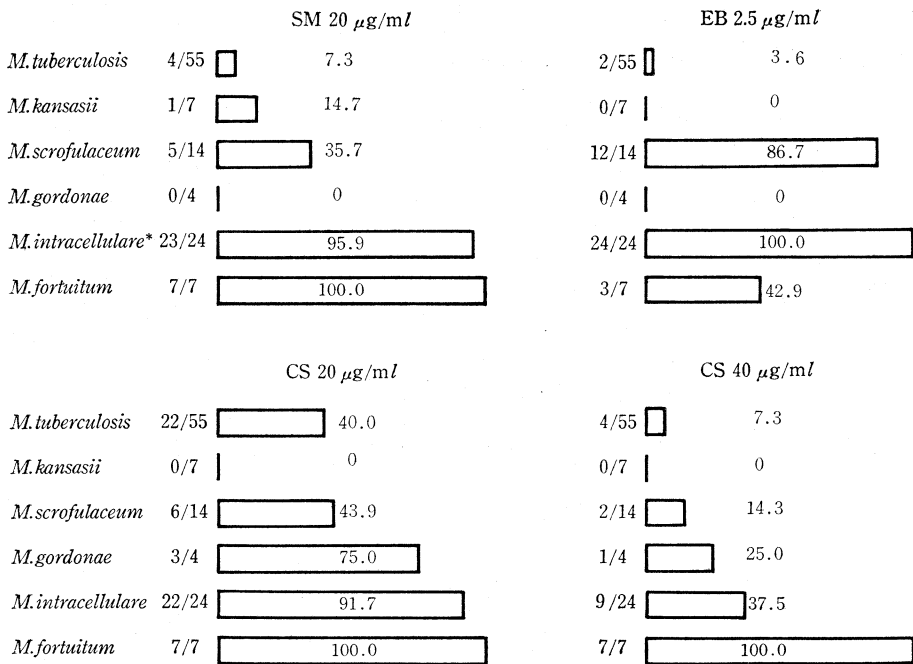 SM 20 μg/ml EB 2.5 μg/ml
M.tuberculosis 4/55 7.3 2/55 3.6
M.kansasii 1/7 14.7 0/7 0
M.scrofulaceum 5/14 35.7 12/14 86.7
M.gordonae 0/4 0 0/4 0
M.intracellulare* 23/24 95.9 24/24 100.0
M.fortuitum 7/7 100.0 3/7 42.9
CS 20 μg/ml CS 40 μg/ml
M.tuberculosis 22/55 40.0 4/55 7.3
M.kansasii 0/7 0 0/7 0
M.scrofulaceum 6/14 43.9 2/14 14.3
M.gordonae 3/4 75.0 1/4 25.0
M.intracellulare 22/24 91.7 9/24 37.5
M.fortuitum 7/7 100.0 7/7 100.0